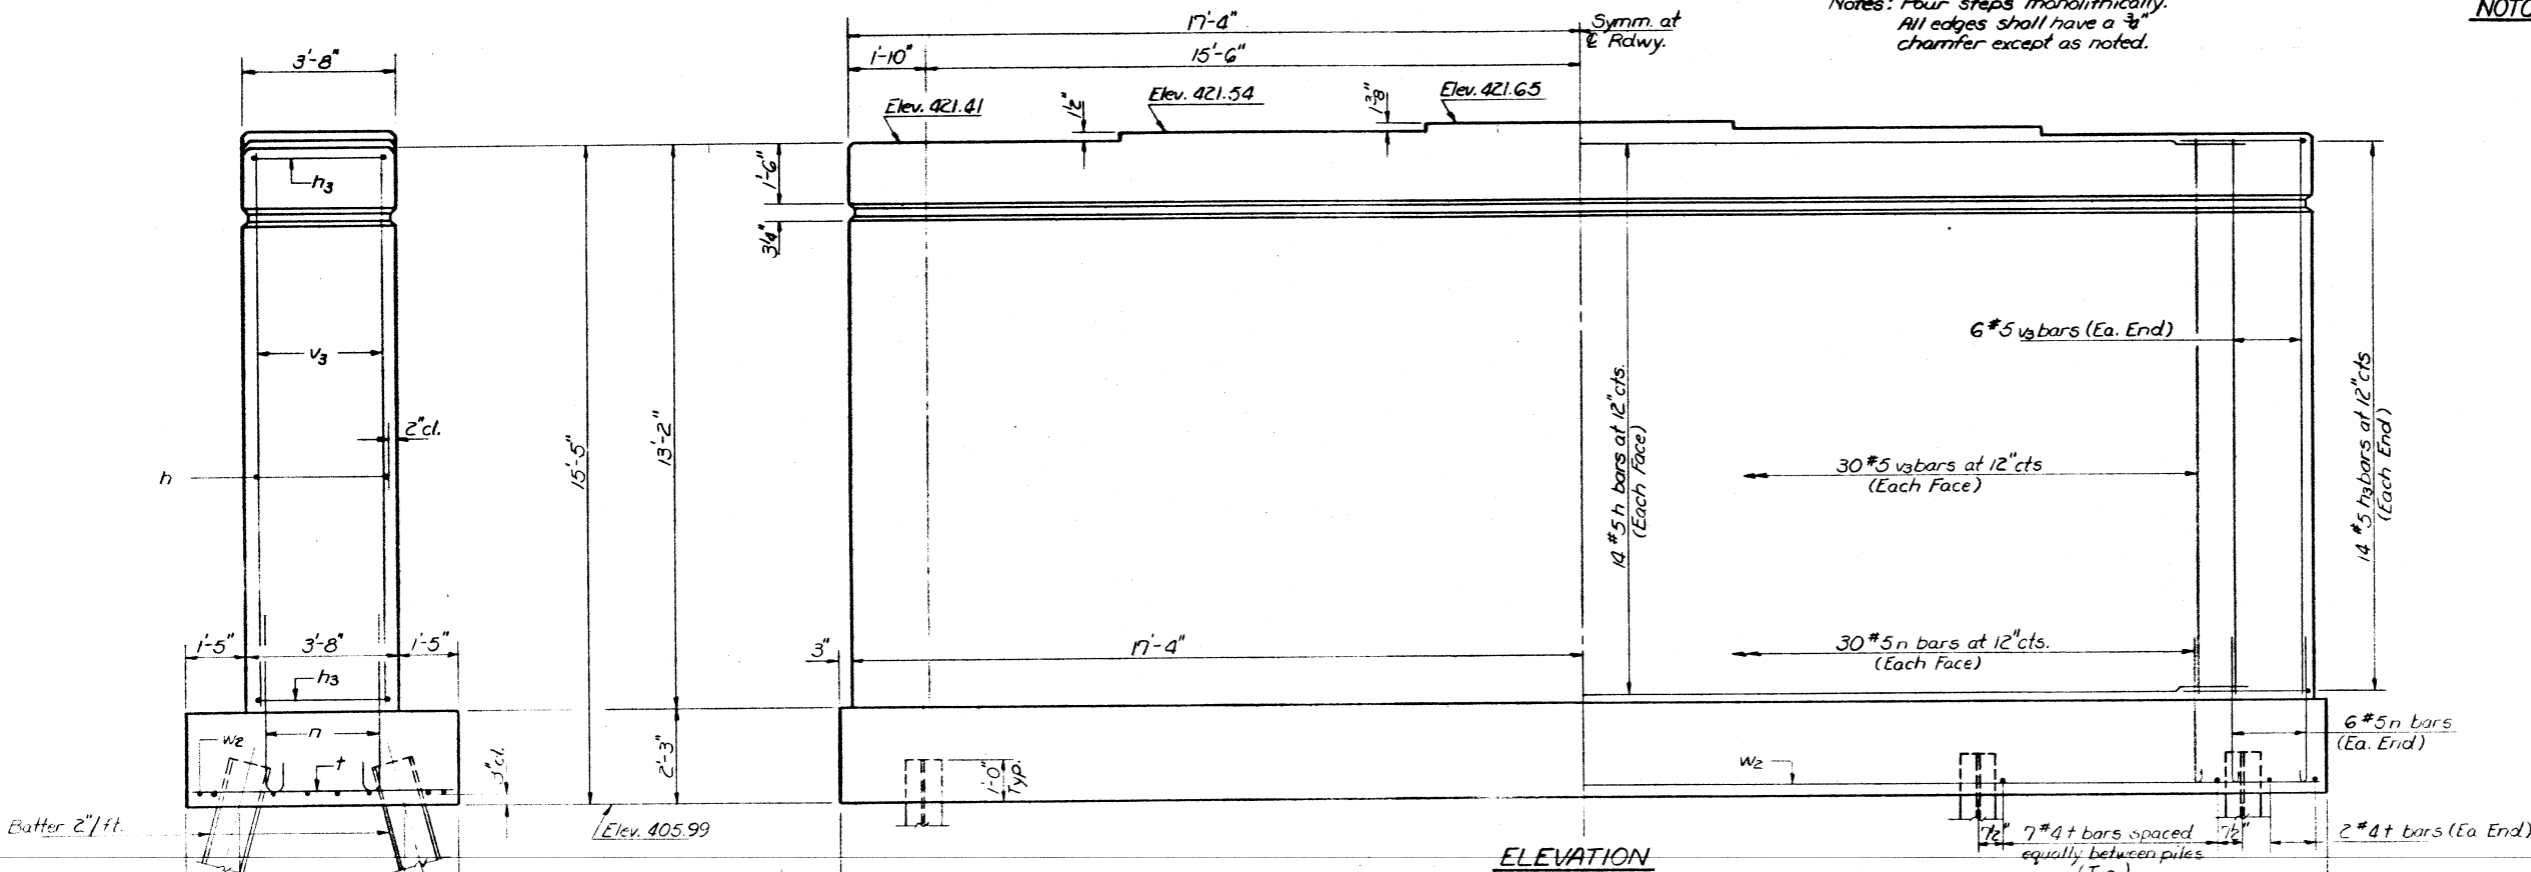 17'-4"
Symm. at
℄ Rdwy.
Notes: Pour steps monolithically.
All edges shall have a 3/4"
chamfer except as noted.
3'-8"
1'-10"
15'-6"
Elev. 421.41
1½"
Elev. 421.54
1⅜"
Elev. 421.65
h3
1'-6"
3¼"
6 #5 v3 bars (Ea. End)
v3
2" cl.
h
15'-5"
13'-2"
14 #5 h bars at 12" cts.
(Each Face)
30 #5 v3 bars at 12" cts
(Each Face)
14 #5 h3 bars at 12" cts
(Each End)
1'-5"
3'-8"
1'-5"
3"
17'-4"
30 #5 n bars at 12" cts.
(Each Face)
h3
w2
n
t
3" cl.
2'-3"
1'-0"
Typ.
w2
6 #5 n bars
(Ea. End)
Batter 2"/ft.
Elev. 405.99
7½"
7 #4 t bars spaced
equally between piles
7½"
2 #4 t bars (Ea End)
ELEVATION